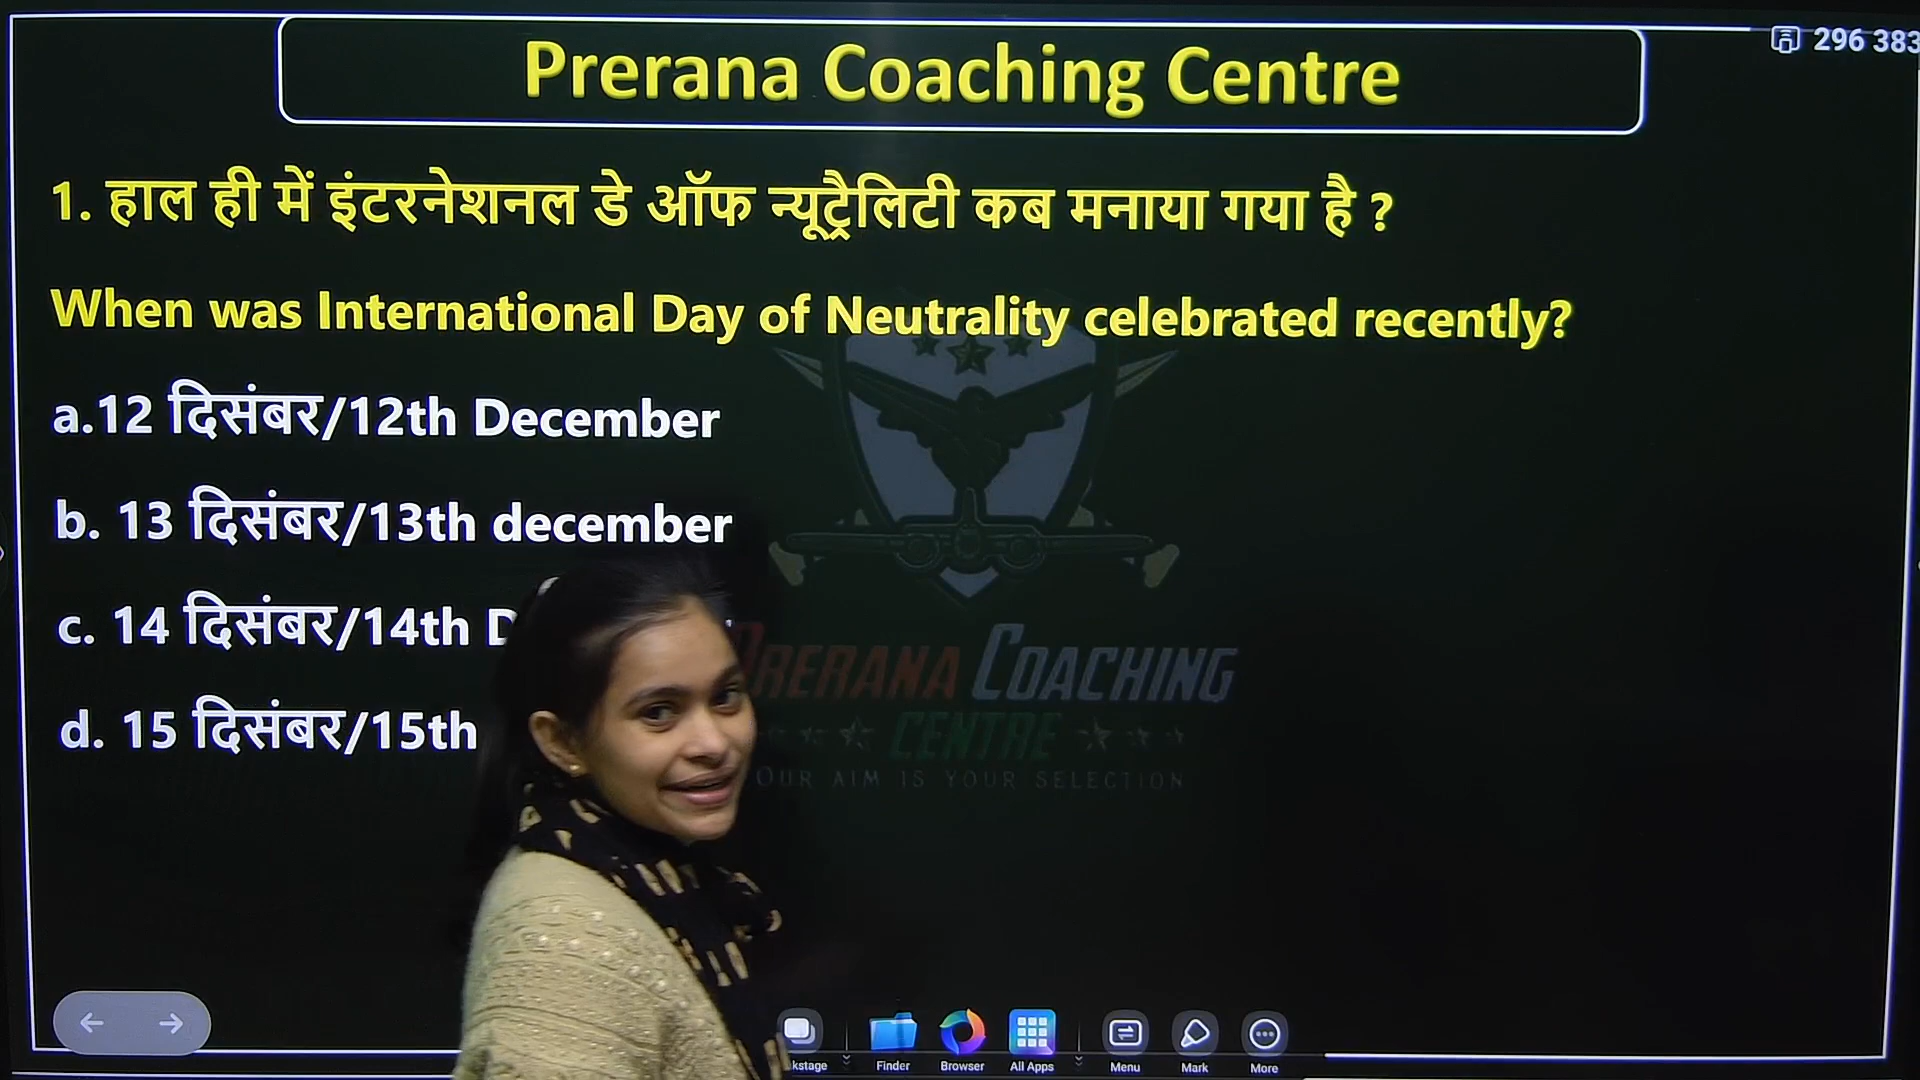 Prerana Coaching Centre
296 383
1. हाल ही में इंटरनेशनल डे ऑफ न्यूट्रैलिटी कब मनाया गया है ?
When was International Day of Neutrality celebrated recently?
a.12 दिसंबर/12th December
b. 13 दिसंबर/13th december
c. 14 दिसंबर/14th D
d. 15 दिसंबर/15th
PRERANA COACHING
CENTRE
OUR AIM IS YOUR SELECTION
kstage Finder Browser All Apps Menu Mark More